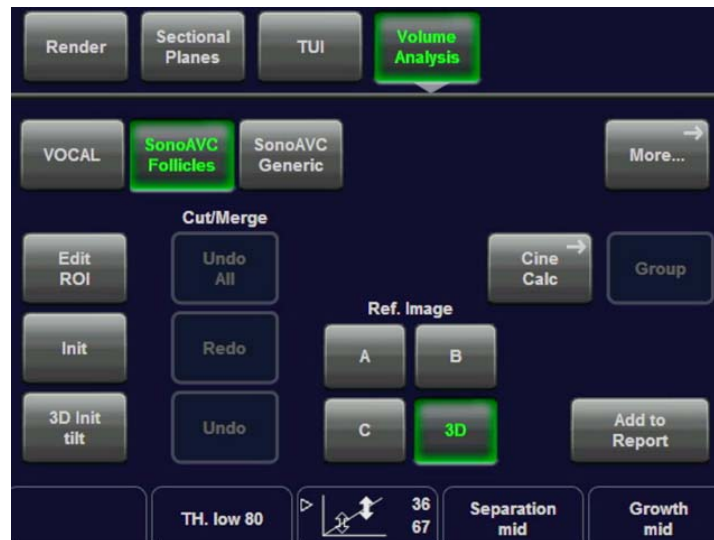 Render
Sectional
Planes
TUI
Volume
Analysis
VOCAL
SonoAVC
Follicles
SonoAVC
Generic
More...
Cut/Merge
Edit
ROI
Undo
All
Cine
Calc
Group
Ref. Image
Init
Redo
A
B
3D Init
tilt
Undo
C
3D
Add to
Report
TH. low 80
36
67
Separation
mid
Growth
mid